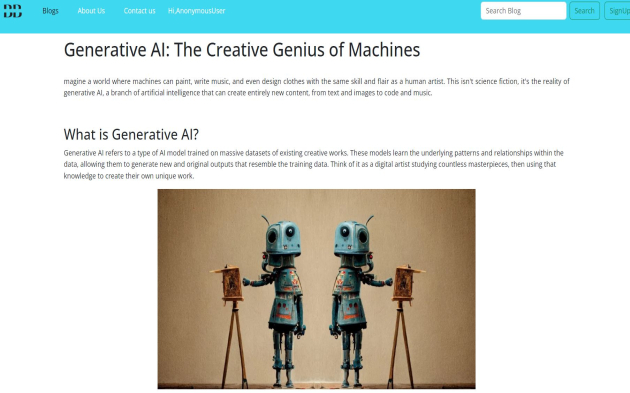 DD
Blogs About Us Contact us Hi,AnonymousUser Search Blog Search SignUp
Generative AI: The Creative Genius of Machines
magine a world where machines can paint, write music, and even design clothes with the same skill and flair as a human artist. This isn't science fiction, it's the reality of
generative AI, a branch of artificial intelligence that can create entirely new content, from text and images to code and music.
What is Generative AI?
Generative AI refers to a type of AI model trained on massive datasets of existing creative works. These models learn the underlying patterns and relationships within the
data, allowing them to generate new and original outputs that resemble the training data. Think of it as a digital artist studying countless masterpieces, then using that
knowledge to create their own unique work.